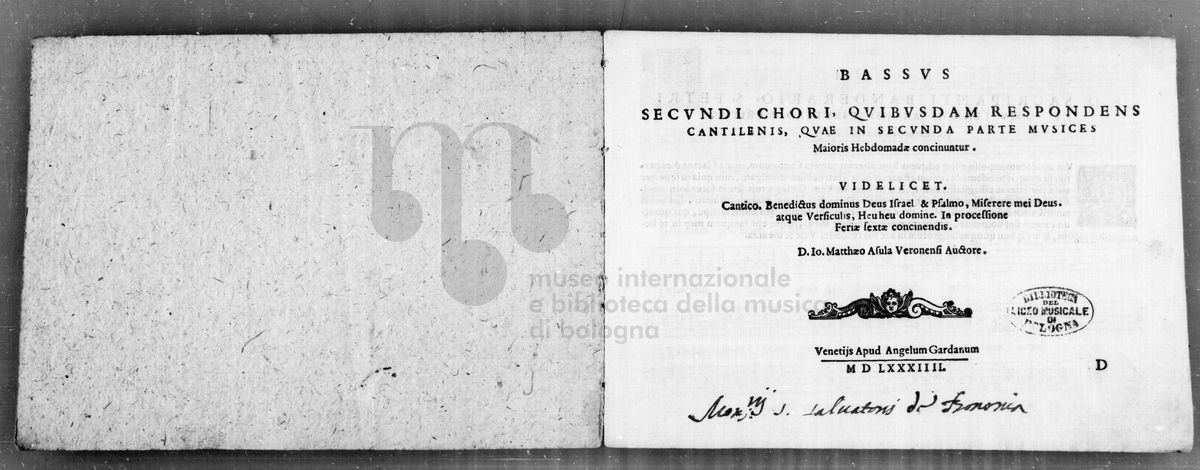 BASSVS
SECVNDI CHORI, QVIBVSDAM RESPONDENS
CANTILENIS, QVAE IN SECVNDA PARTE MVSICES
Maioris Hebdomadæ concinuntur.
VIDELICET.
Cantico. Benedictus dominus Deus Iſrael & Pſalmo, Miſerere mei Deus.
atque Verſiculis, Heu heu domine. In proceſſione
Feriæ ſextæ concinendis.
D. Io. Matthæo Aſula Veronenſi Auctore.
BIBLIOTECA
DEL
LICEO MUSICALE
DI
BOLOGNA
Venetijs Apud Angelum Gardanum
M D LXXXIIII.
D
s. saluatoris
museo internazionale
e biblioteca della musica
di bologna